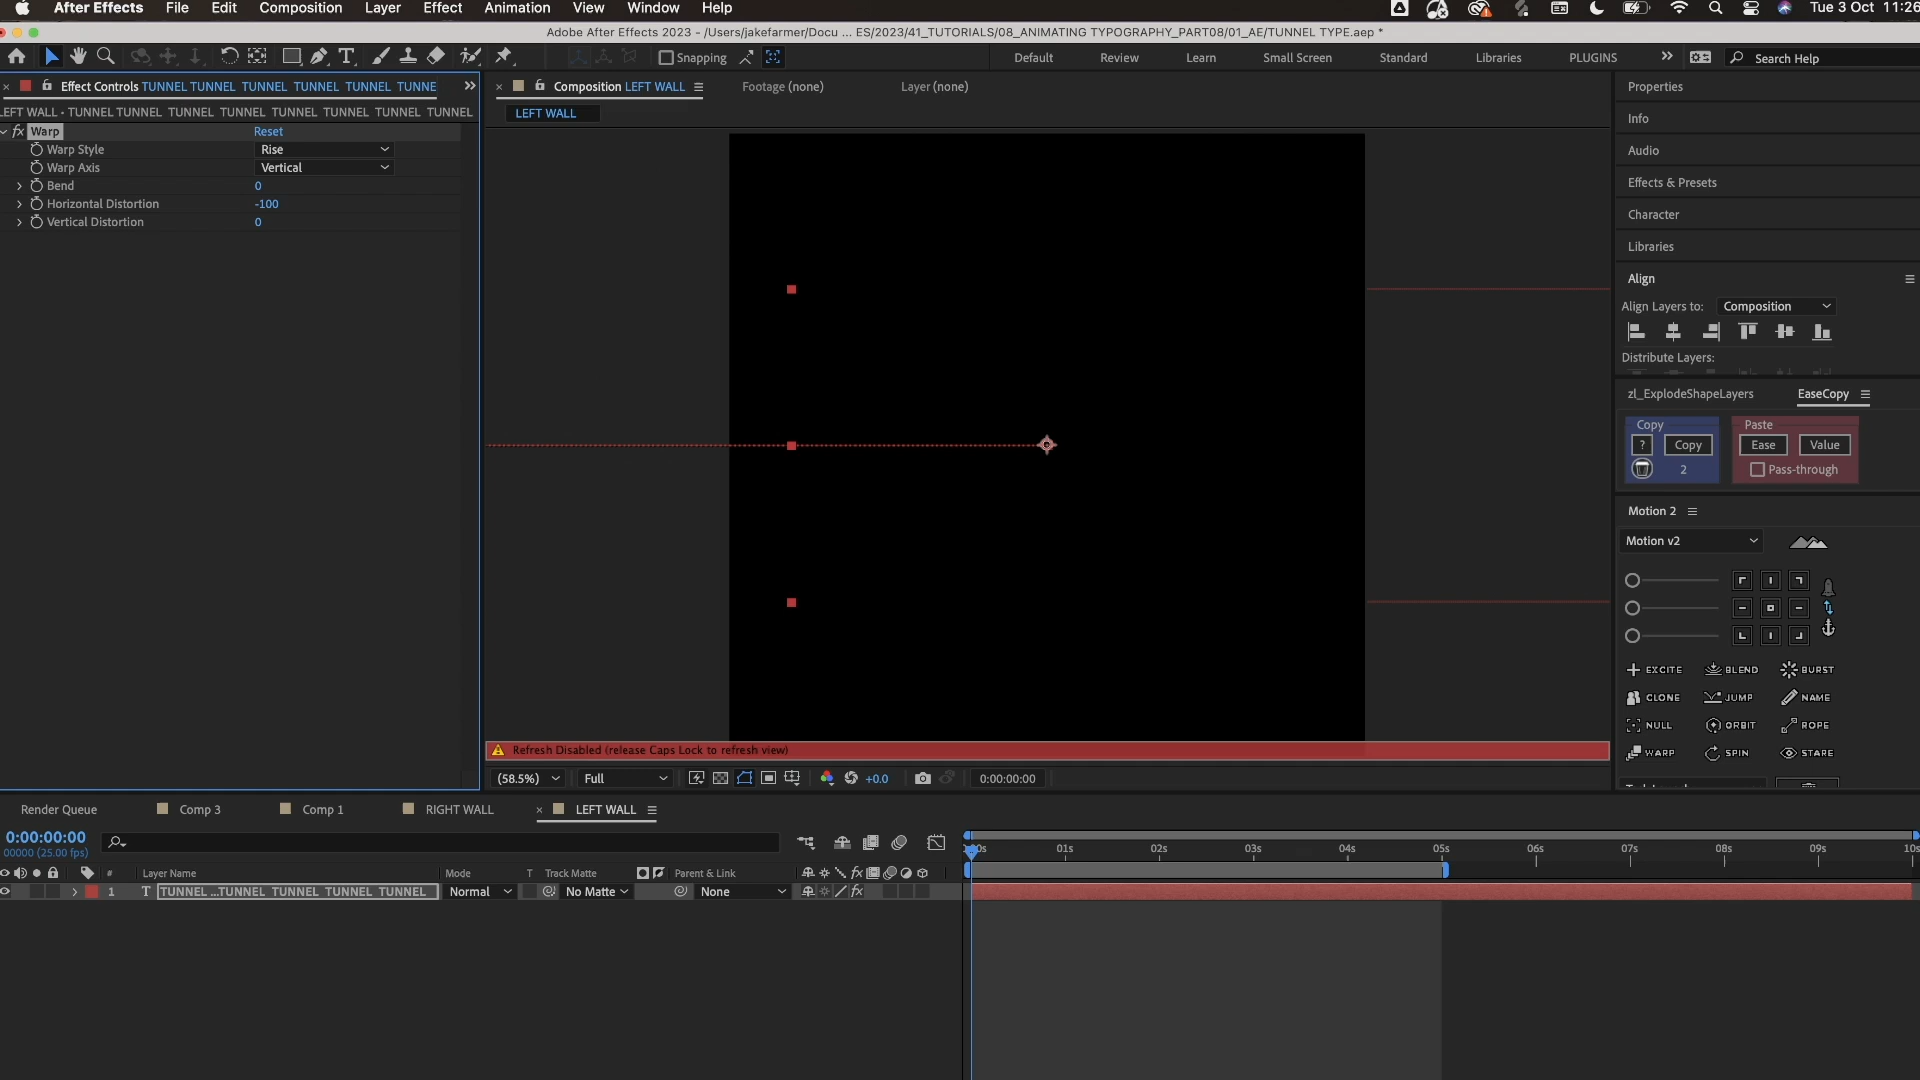 After Effects File Edit Composition Layer Effect Animation View Window Help Tue 3 Oct 11:26
Adobe After Effects 2023 - /Users/jakefarmer/Docu ... ES/2023/41_TUTORIALS/08_ANIMATING TYPOGRAPHY_PART08/01_AE/TUNNEL TYPE.aep *
Snapping Default Review Learn Small Screen Standard Libraries PLUGINS Search Help
Effect Controls TUNNEL TUNNEL TUNNEL TUNNEL TUNNEL TUNNE
Composition LEFT WALL Footage (none) Layer (none)
LEFT WALL • TUNNEL TUNNEL TUNNEL TUNNEL TUNNEL TUNNEL TUNNEL TUNNEL
LEFT WALL
fx Warp Reset
Warp Style Rise
Warp Axis Vertical
Bend 0
Horizontal Distortion -100
Vertical Distortion 0
Properties
Info
Audio
Effects & Presets
Character
Libraries
Align
Align Layers to: Composition
Distribute Layers:
zl_ExplodeShapeLayers EaseCopy
Copy Paste
? Copy Ease Value
2 Pass-through
Motion 2
Motion v2
EXCITE BLEND BURST
CLONE JUMP NAME
NULL ORBIT ROPE
WARP SPIN STARE
Refresh Disabled (release Caps Lock to refresh view)
(58.5%) Full +0.0 0:00:00:00
Render Queue Comp 3 Comp 1 RIGHT WALL LEFT WALL
0:00:00:00
00000 (25.00 fps)
01s 02s 03s 04s 05s 06s 07s 08s 09s 10s
# Layer Name Mode T Track Matte Parent & Link
1 T TUNNEL ...TUNNEL TUNNEL TUNNEL TUNNEL Normal No Matte None